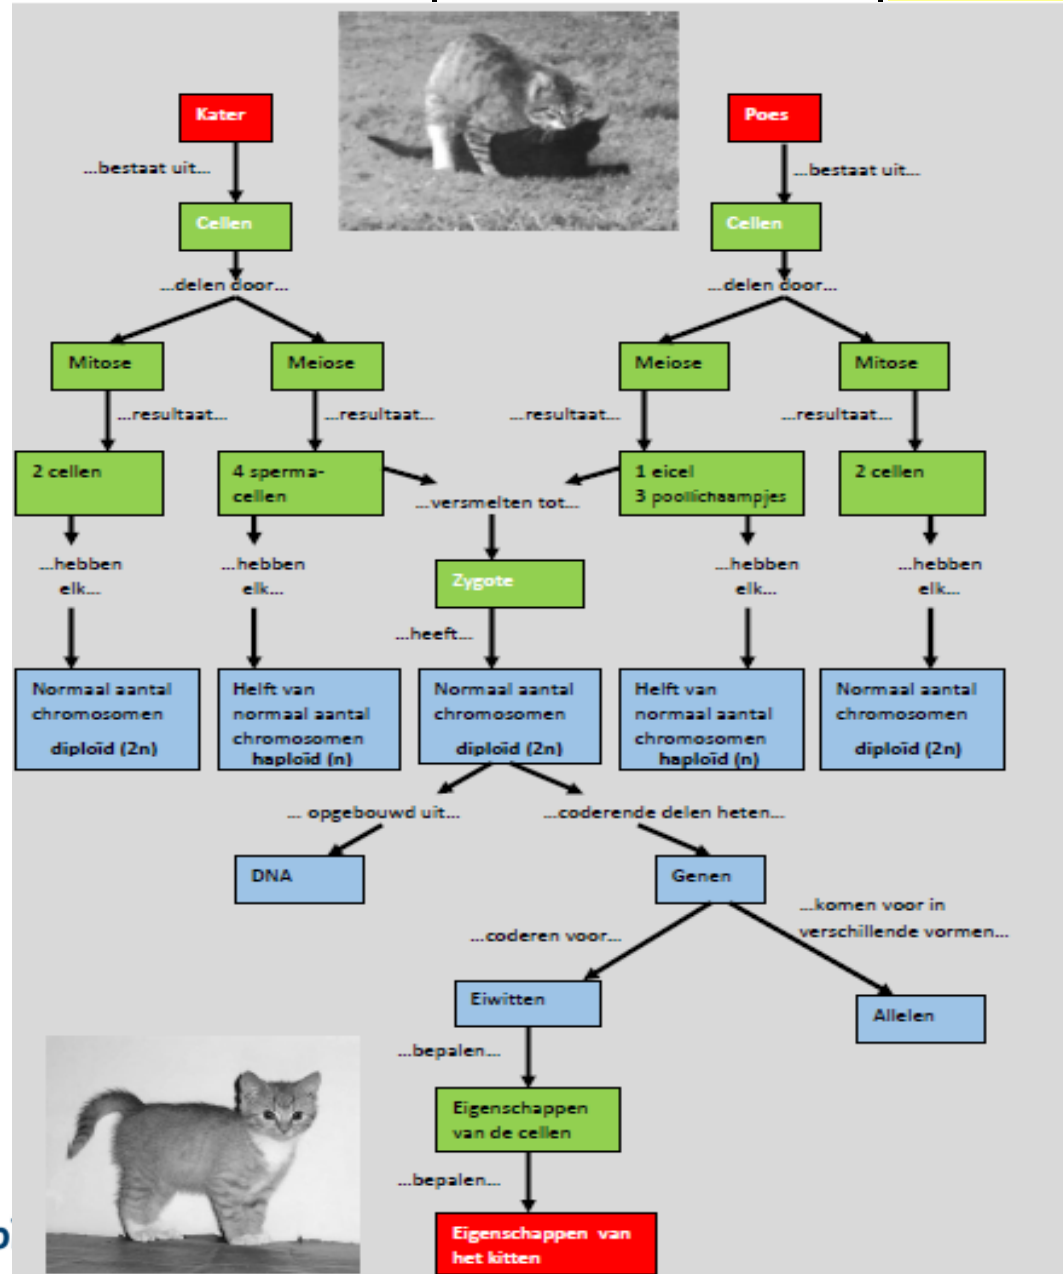 Kater
Poes
...bestaat uit...
...bestaat uit...
Cellen
Cellen
...delen door...
...delen door...
Mitose
Meiose
Meiose
Mitose
...resultaat...
...resultaat...
...resultaat...
...resultaat...
2 cellen
4 sperma-
cellen
1 eicel
3 poollichaampjes
2 cellen
...versmelten tot...
...hebben
elk...
...hebben
elk...
Zygote
...hebben
elk...
...hebben
elk...
...heeft...
Normaal aantal
chromosomen
diploïd (2n)
Helft van
normaal aantal
chromosomen
haploïd (n)
Normaal aantal
chromosomen
diploïd (2n)
Helft van
normaal aantal
chromosomen
haploïd (n)
Normaal aantal
chromosomen
diploïd (2n)
... opgebouwd uit...
...coderende delen heten...
DNA
Genen
...komen voor in
verschillende vormen...
...coderen voor...
Eiwitten
Allelen
...bepalen...
Eigenschappen
van de cellen
...bepalen...
Eigenschappen van
het kitten